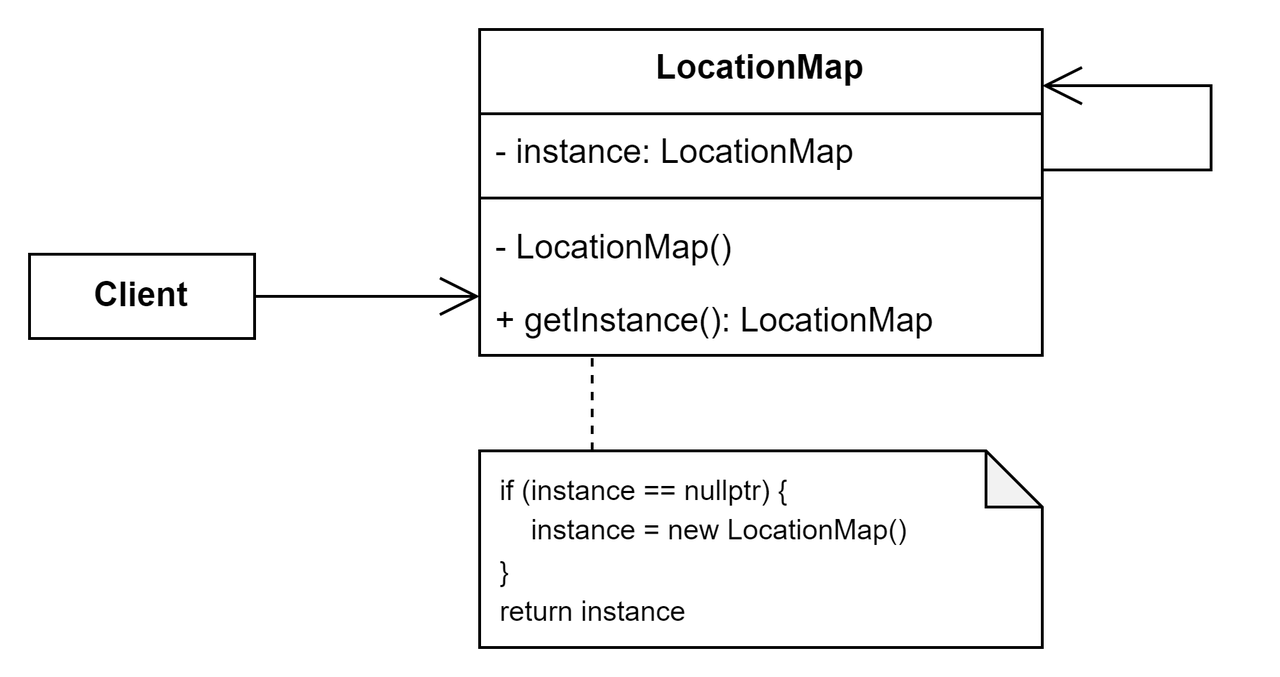 LocationMap
- instance: LocationMap
- LocationMap()
+ getInstance(): LocationMap
Client
if (instance == nullptr) {
instance = new LocationMap()
}
return instance